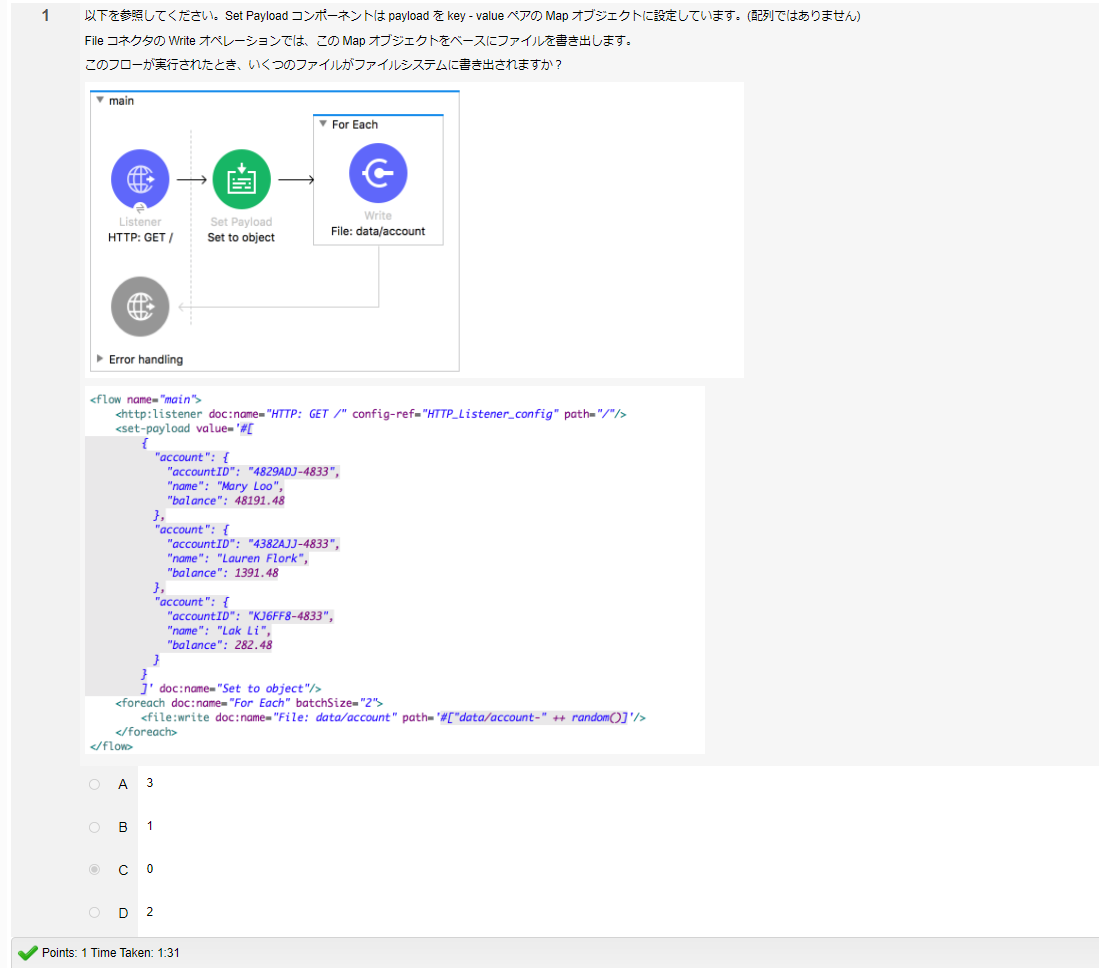 1
以下を参照してください。Set Payload コンポーネントは payload を key - value ペアの Map オブジェクトに設定しています。(配列ではありません)
File コネクタの Write オペレーションでは、この Map オブジェクトをベースにファイルを書き出します。
このフローが実行されたとき、いくつのファイルがファイルシステムに書き出されますか？
main
For Each
Listener
HTTP: GET /
Set Payload
Set to object
Write
File: data/account
Error handling
<flow name="main">
<http:listener doc:name="HTTP: GET /" config-ref="HTTP_Listener_config" path="/"/>
<set-payload value='#[
{
"account": {
"accountID": "4829ADJ-4833",
"name": "Mary Loo",
"balance": 48191.48
},
"account": {
"accountID": "4382AJJ-4833",
"name": "Lauren Flork",
"balance": 1391.48
},
"account": {
"accountID": "KJ6FF8-4833",
"name": "Lak Li",
"balance": 282.48
}
}
]' doc:name="Set to object"/>
<foreach doc:name="For Each" batchSize="2">
<file:write doc:name="File: data/account" path='#["data/account-" ++ random()]'/>
</foreach>
</flow>
A 3
B 1
C 0
D 2
Points: 1 Time Taken: 1:31